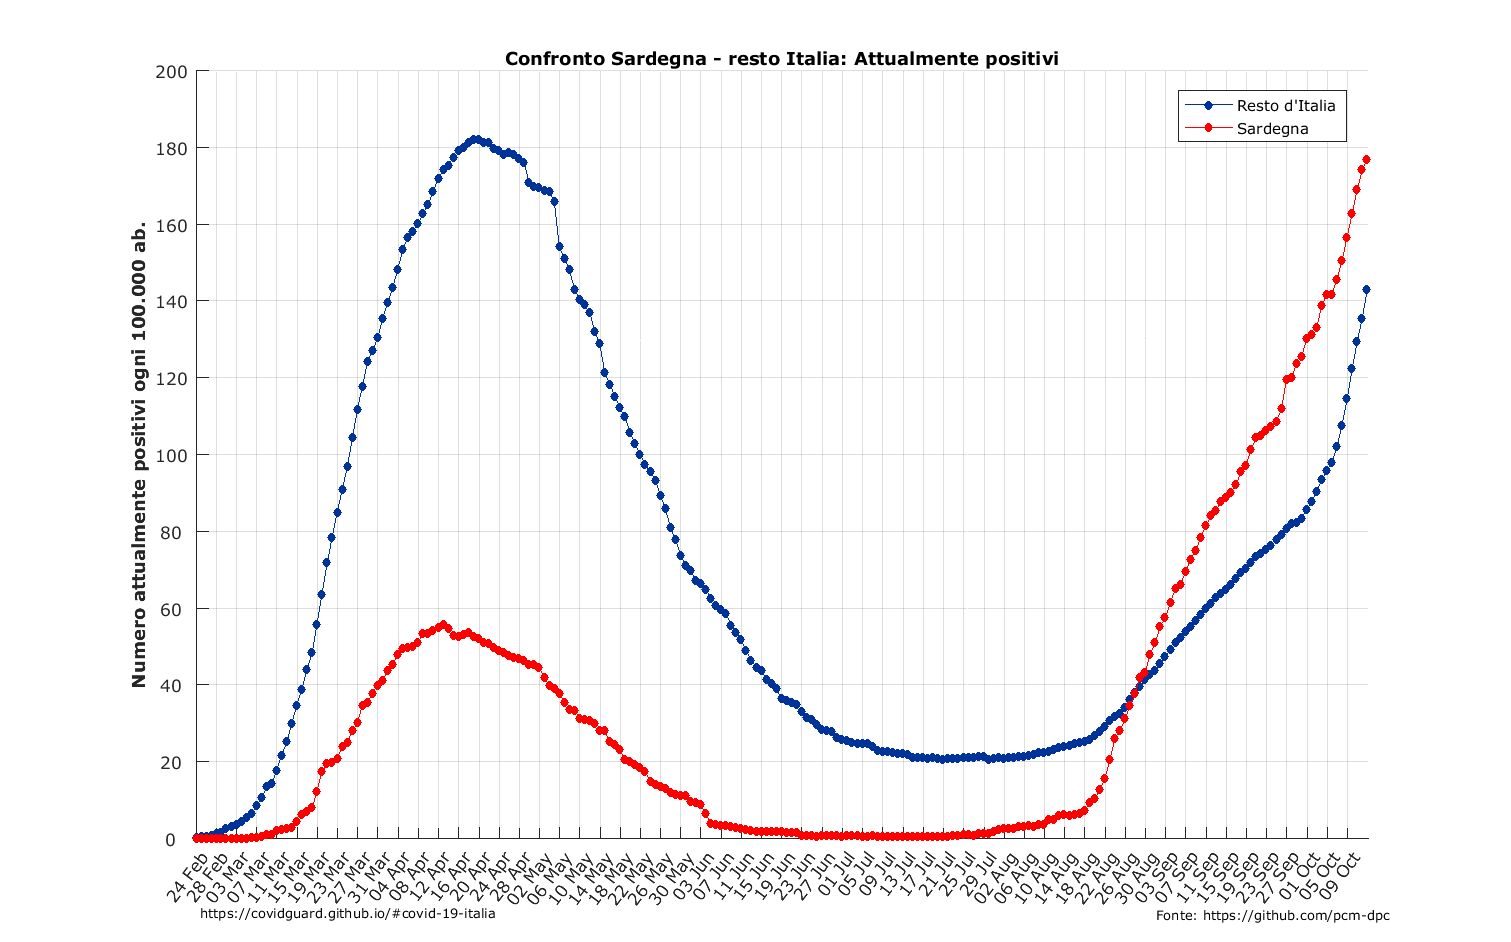 Confronto Sardegna - resto Italia: Attualmente positivi
Resto d'Italia
Sardegna
Numero attualmente positivi ogni 100.000 ab.
200
180
160
140
120
100
80
60
40
20
0
24 Feb
28 Feb
03 Mar
07 Mar
11 Mar
15 Mar
19 Mar
23 Mar
27 Mar
31 Mar
04 Apr
08 Apr
12 Apr
16 Apr
20 Apr
24 Apr
28 Apr
02 May
06 May
10 May
14 May
18 May
22 May
26 May
30 May
03 Jun
07 Jun
11 Jun
15 Jun
19 Jun
23 Jun
27 Jun
01 Jul
05 Jul
09 Jul
13 Jul
17 Jul
21 Jul
25 Jul
29 Jul
02 Aug
06 Aug
10 Aug
14 Aug
18 Aug
22 Aug
26 Aug
30 Aug
03 Sep
07 Sep
11 Sep
15 Sep
19 Sep
23 Sep
27 Sep
01 Oct
05 Oct
09 Oct
https://covidguard.github.io/#covid-19-italia
Fonte: https://github.com/pcm-dpc